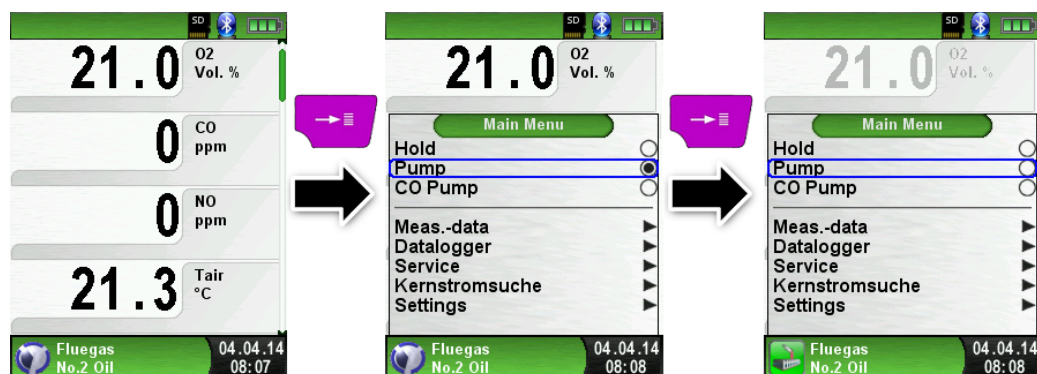 SD
21.0 O2 Vol. %
0 CO ppm
0 NO ppm
21.3 Tair °C
Fluegas 04.04.14
No.2 Oil 08:07
SD
21.0 O2 Vol. %
Main Menu
Hold
Pump
CO Pump
Meas.-data
Datalogger
Service
Kernstromsuche
Settings
Fluegas 04.04.14
No.2 Oil 08:08
SD
21.0 O2 Vol. %
Main Menu
Hold
Pump
CO Pump
Meas.-data
Datalogger
Service
Kernstromsuche
Settings
Fluegas 04.04.14
No.2 Oil 08:08